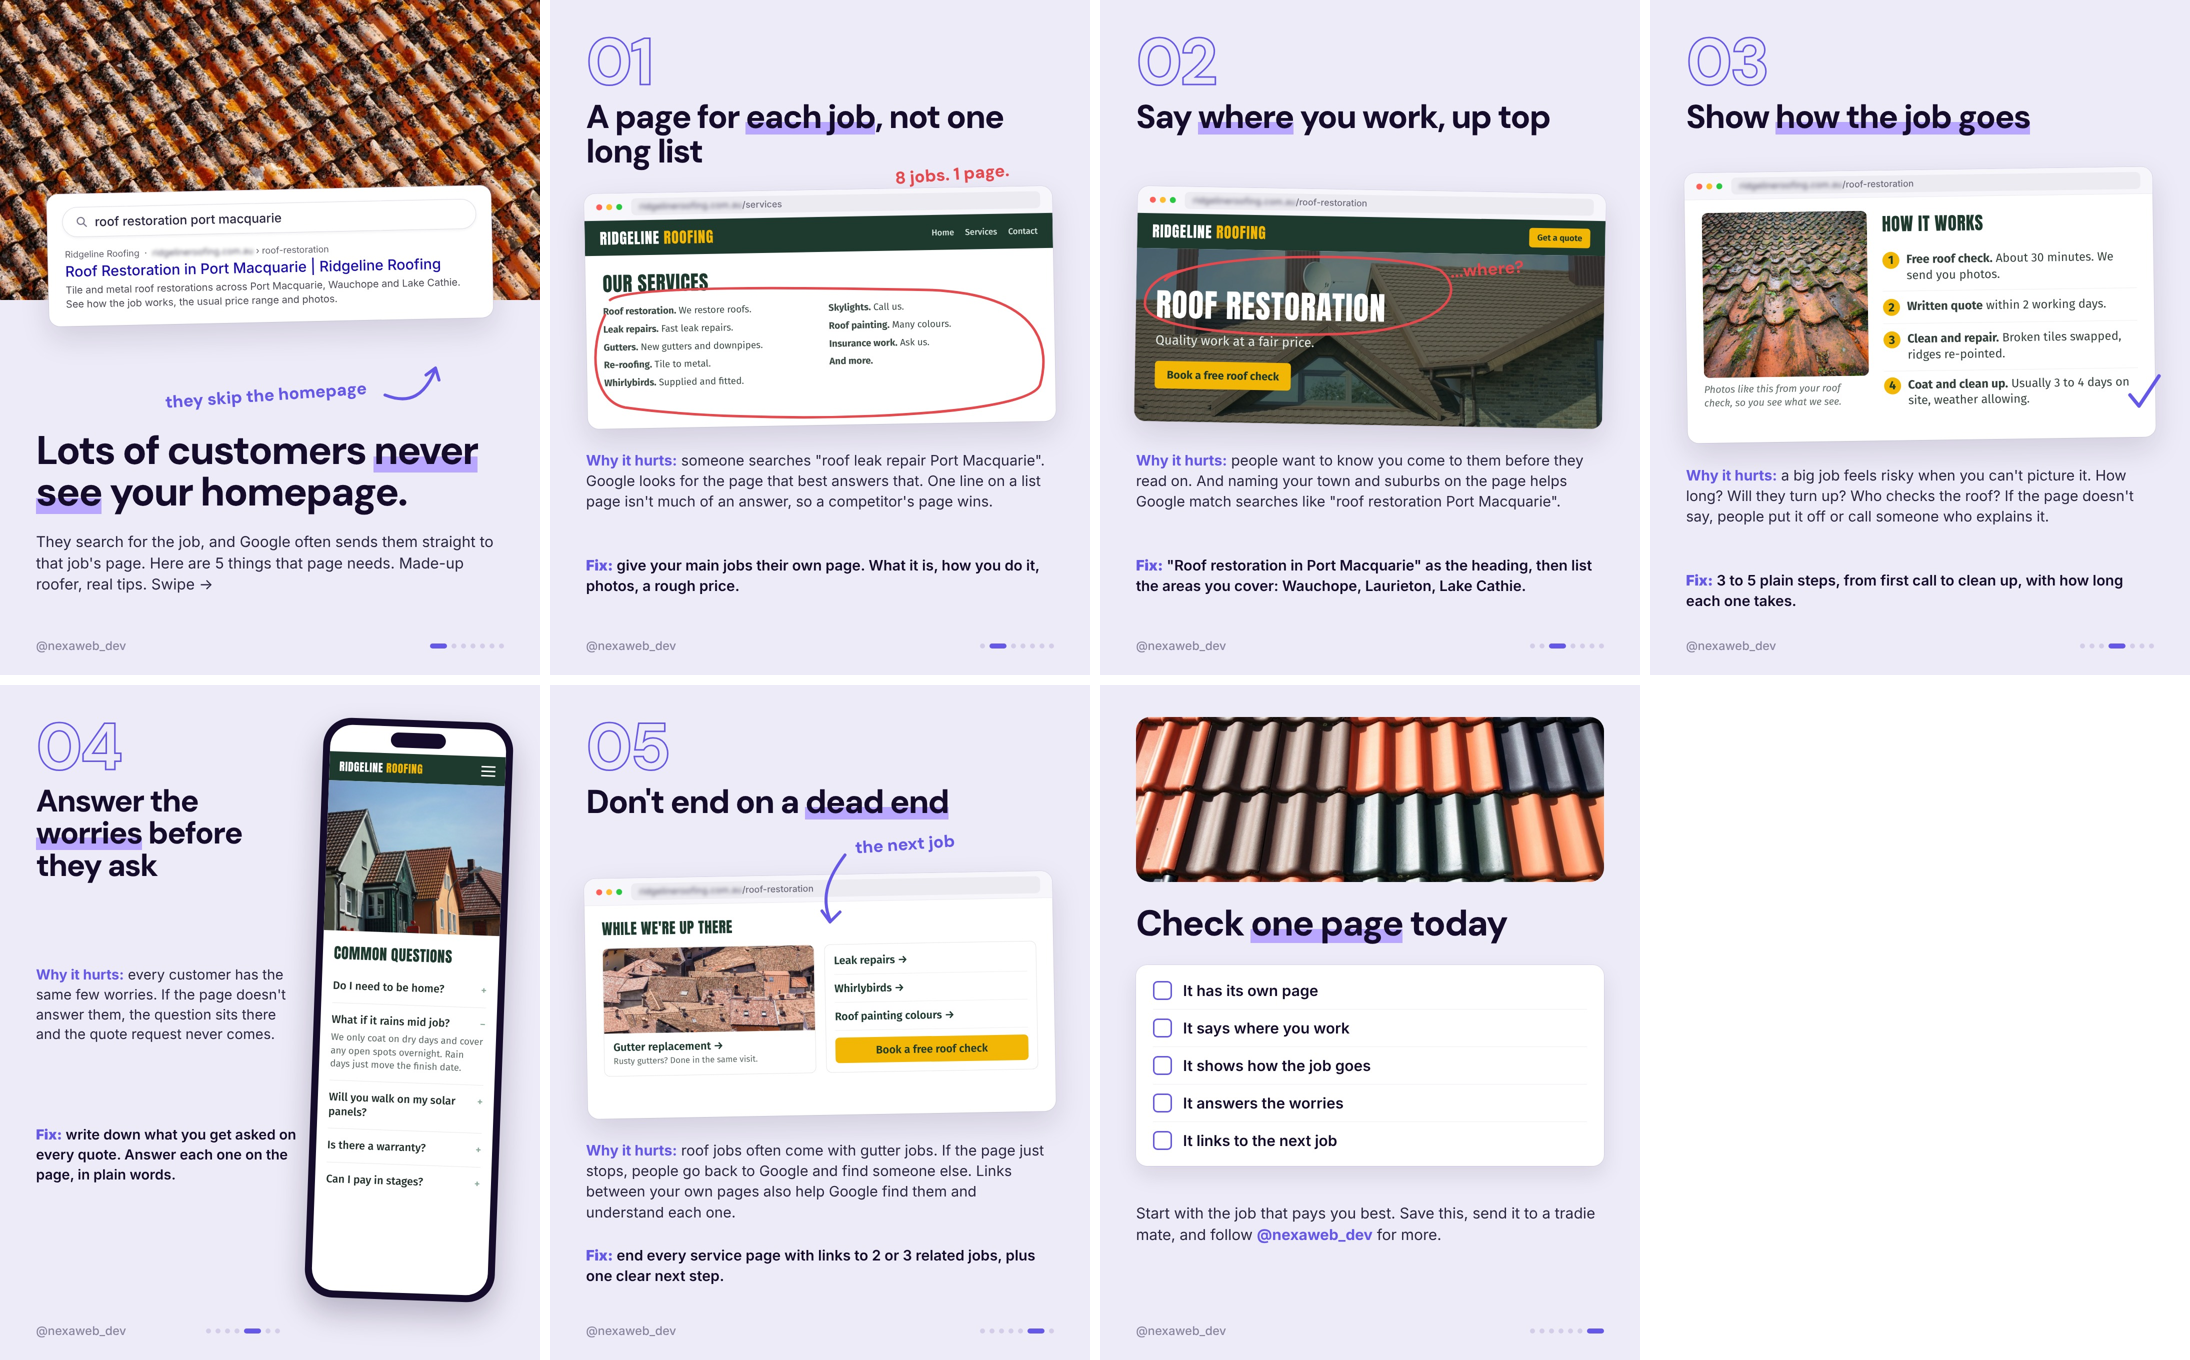 roof restoration port macquarie
Ridgeline Roofing · › roof-restoration
Roof Restoration in Port Macquarie | Ridgeline Roofing
Tile and metal roof restorations across Port Macquarie, Wauchope and Lake Cathie.
See how the job works, the usual price range and photos.
they skip the homepage
Lots of customers never
see your homepage.
They search for the job, and Google often sends them straight to
that job's page. Here are 5 things that page needs. Made-up
roofer, real tips. Swipe →
@nexaweb_dev
01
A page for each job, not one
long list
8 jobs. 1 page.
/services
RIDGELINE ROOFING
Home Services Contact
OUR SERVICES
Roof restoration. We restore roofs.
Leak repairs. Fast leak repairs.
Gutters. New gutters and downpipes.
Re-roofing. Tile to metal.
Whirlybirds. Supplied and fitted.
Skylights. Call us.
Roof painting. Many colours.
Insurance work. Ask us.
And more.
Why it hurts: someone searches "roof leak repair Port Macquarie".
Google looks for the page that best answers that. One line on a list
page isn't much of an answer, so a competitor's page wins.
Fix: give your main jobs their own page. What it is, how you do it,
photos, a rough price.
@nexaweb_dev
02
Say where you work, up top
/roof-restoration
RIDGELINE ROOFING
Get a quote
...where?
ROOF RESTORATION
Quality work at a fair price.
Book a free roof check
Why it hurts: people want to know you come to them before they
read on. And naming your town and suburbs on the page helps
Google match searches like "roof restoration Port Macquarie".
Fix: "Roof restoration in Port Macquarie" as the heading, then list
the areas you cover: Wauchope, Laurieton, Lake Cathie.
@nexaweb_dev
03
Show how the job goes
/roof-restoration
HOW IT WORKS
1 Free roof check. About 30 minutes. We
send you photos.
2 Written quote within 2 working days.
3 Clean and repair. Broken tiles swapped,
ridges re-pointed.
4 Coat and clean up. Usually 3 to 4 days on
site, weather allowing.
Photos like this from your roof
check, so you see what we see.
Why it hurts: a big job feels risky when you can't picture it. How
long? Will they turn up? Who checks the roof? If the page doesn't
say, people put it off or call someone who explains it.
Fix: 3 to 5 plain steps, from first call to clean up, with how long
each one takes.
@nexaweb_dev
04
Answer the
worries before
they ask
Why it hurts: every customer has the
same few worries. If the page doesn't
answer them, the question sits there
and the quote request never comes.
Fix: write down what you get asked on
every quote. Answer each one on the
page, in plain words.
RIDGELINE ROOFING
COMMON QUESTIONS
Do I need to be home? +
What if it rains mid job? –
We only coat on dry days and cover
any open spots overnight. Rain
days just move the finish date.
Will you walk on my solar +
panels?
Is there a warranty? +
Can I pay in stages? +
@nexaweb_dev
05
Don't end on a dead end
the next job
/roof-restoration
WHILE WE'RE UP THERE
Gutter replacement →
Rusty gutters? Done in the same visit.
Leak repairs →
Whirlybirds →
Roof painting colours →
Book a free roof check
Why it hurts: roof jobs often come with gutter jobs. If the page just
stops, people go back to Google and find someone else. Links
between your own pages also help Google find them and
understand each one.
Fix: end every service page with links to 2 or 3 related jobs, plus
one clear next step.
@nexaweb_dev
Check one page today
It has its own page
It says where you work
It shows how the job goes
It answers the worries
It links to the next job
Start with the job that pays you best. Save this, send it to a tradie
mate, and follow @nexaweb_dev for more.
@nexaweb_dev